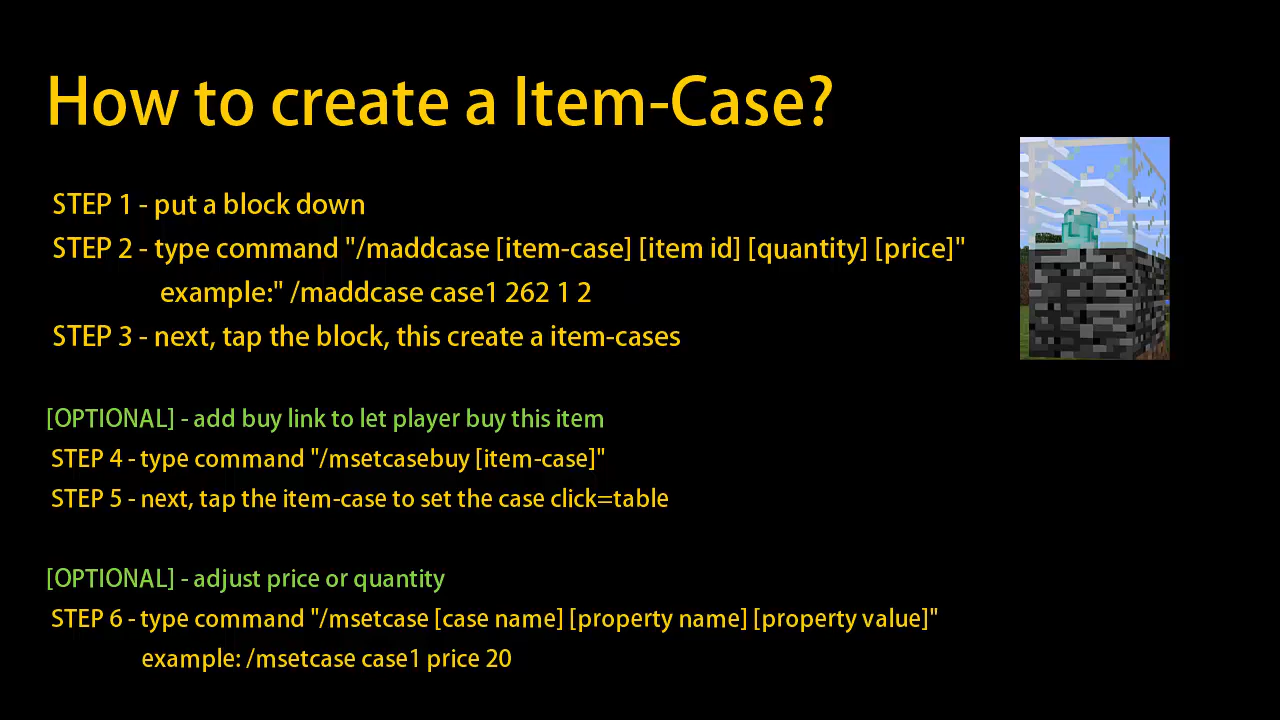 How to create a Item-Case?
STEP 1 - put a block down
STEP 2 - type command "/maddcase [item-case] [item id] [quantity] [price]"
example:" /maddcase case1 262 1 2
STEP 3 - next, tap the block, this create a item-cases
[OPTIONAL] - add buy link to let player buy this item
STEP 4 - type command "/msetcasebuy [item-case]"
STEP 5 - next, tap the item-case to set the case click=table
[OPTIONAL] - adjust price or quantity
STEP 6 - type command "/msetcase [case name] [property name] [property value]"
example: /msetcase case1 price 20